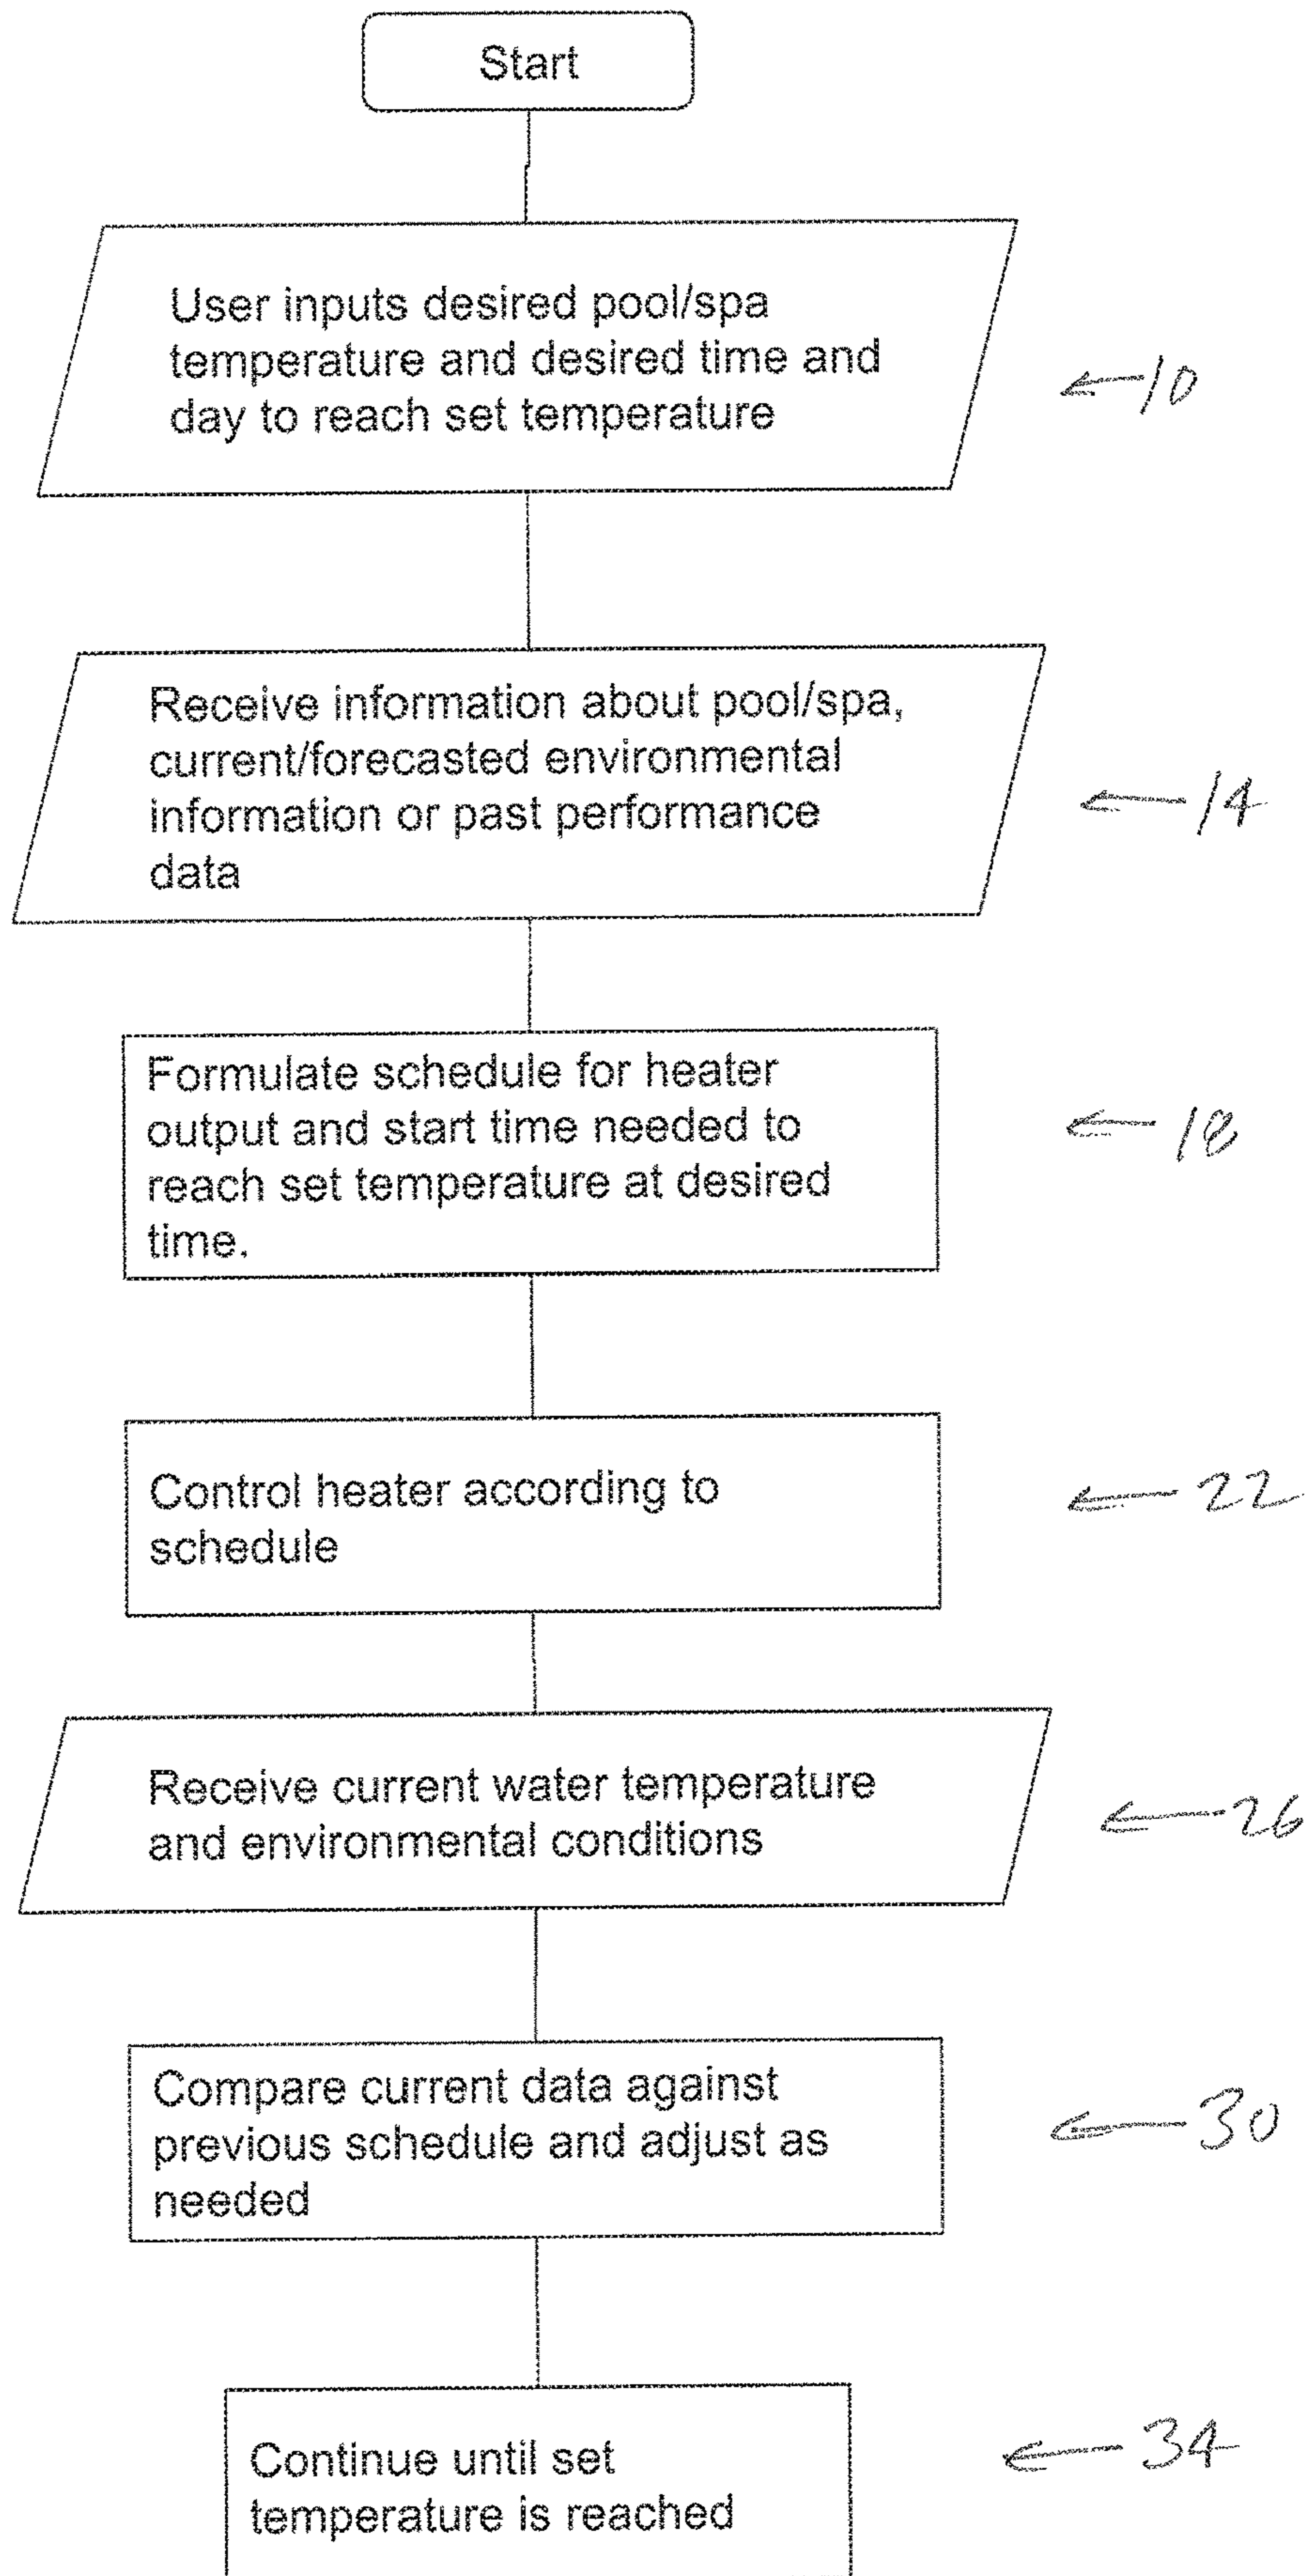 Start
User inputs desired pool/spa
temperature and desired time and
day to reach set temperature
10
Receive information about pool/spa,
current/forecasted environmental
information or past performance
data
14
Formulate schedule for heater
output and start time needed to
reach set temperature at desired
time.
18
Control heater according to
schedule
22
Receive current water temperature
and environmental conditions
26
Compare current data against
previous schedule and adjust as
needed
30
Continue until set
temperature is reached
34